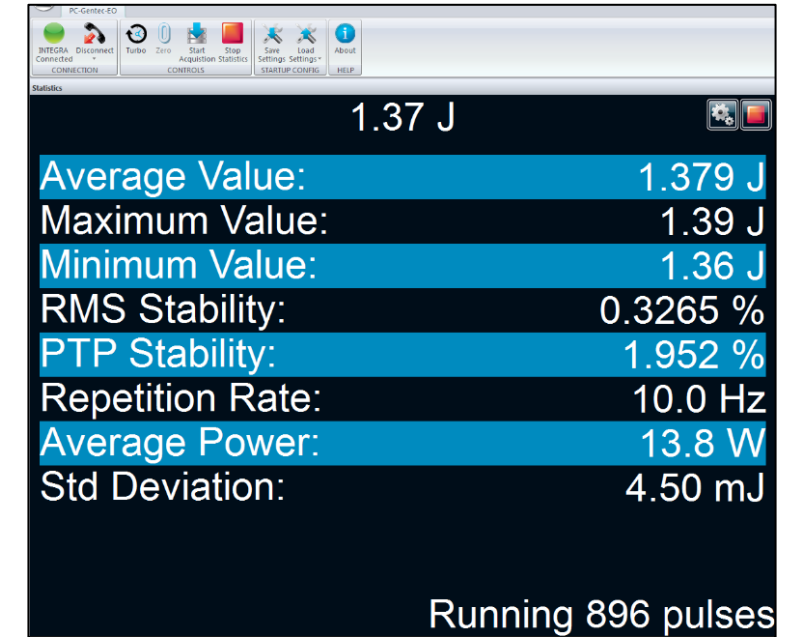 PC-Gentec-EO
INTEGRA Connected
Disconnect
Turbo
Zero
Start Acquistion
Stop Statistics
Save Settings
Load Settings
About
CONNECTION
CONTROLS
STARTUP CONFIG
HELP
Statistics
1.37 J
Average Value: 1.379 J
Maximum Value: 1.39 J
Minimum Value: 1.36 J
RMS Stability: 0.3265 %
PTP Stability: 1.952 %
Repetition Rate: 10.0 Hz
Average Power: 13.8 W
Std Deviation: 4.50 mJ
Running 896 pulses